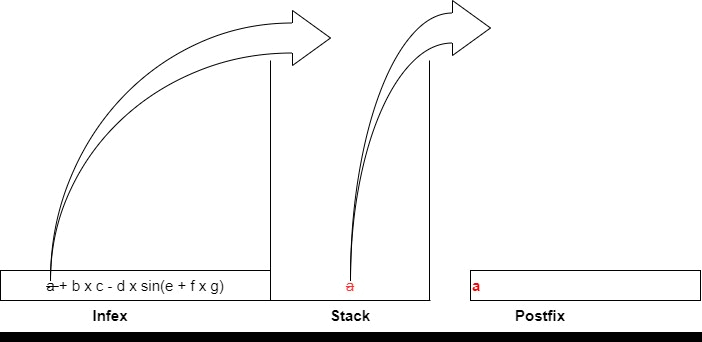 a + b x c - d x sin(e + f x g) a a
Infex Stack Postfix